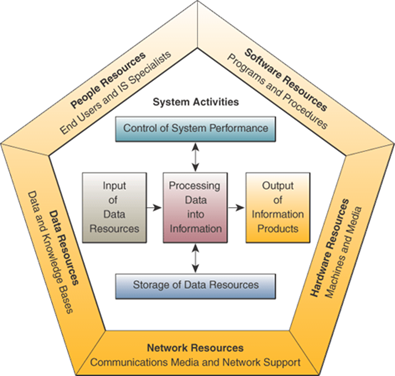 People Resources
End Users and IS Specialists
Software Resources
Programs and Procedures
System Activities
Control of System Performance
Input
of
Data
Resources
Processing
Data
into
Information
Output
of
Information
Products
Storage of Data Resources
Data Resources
Data and Knowledge Bases
Hardware Resources
Machines and Media
Network Resources
Communications Media and Network Support